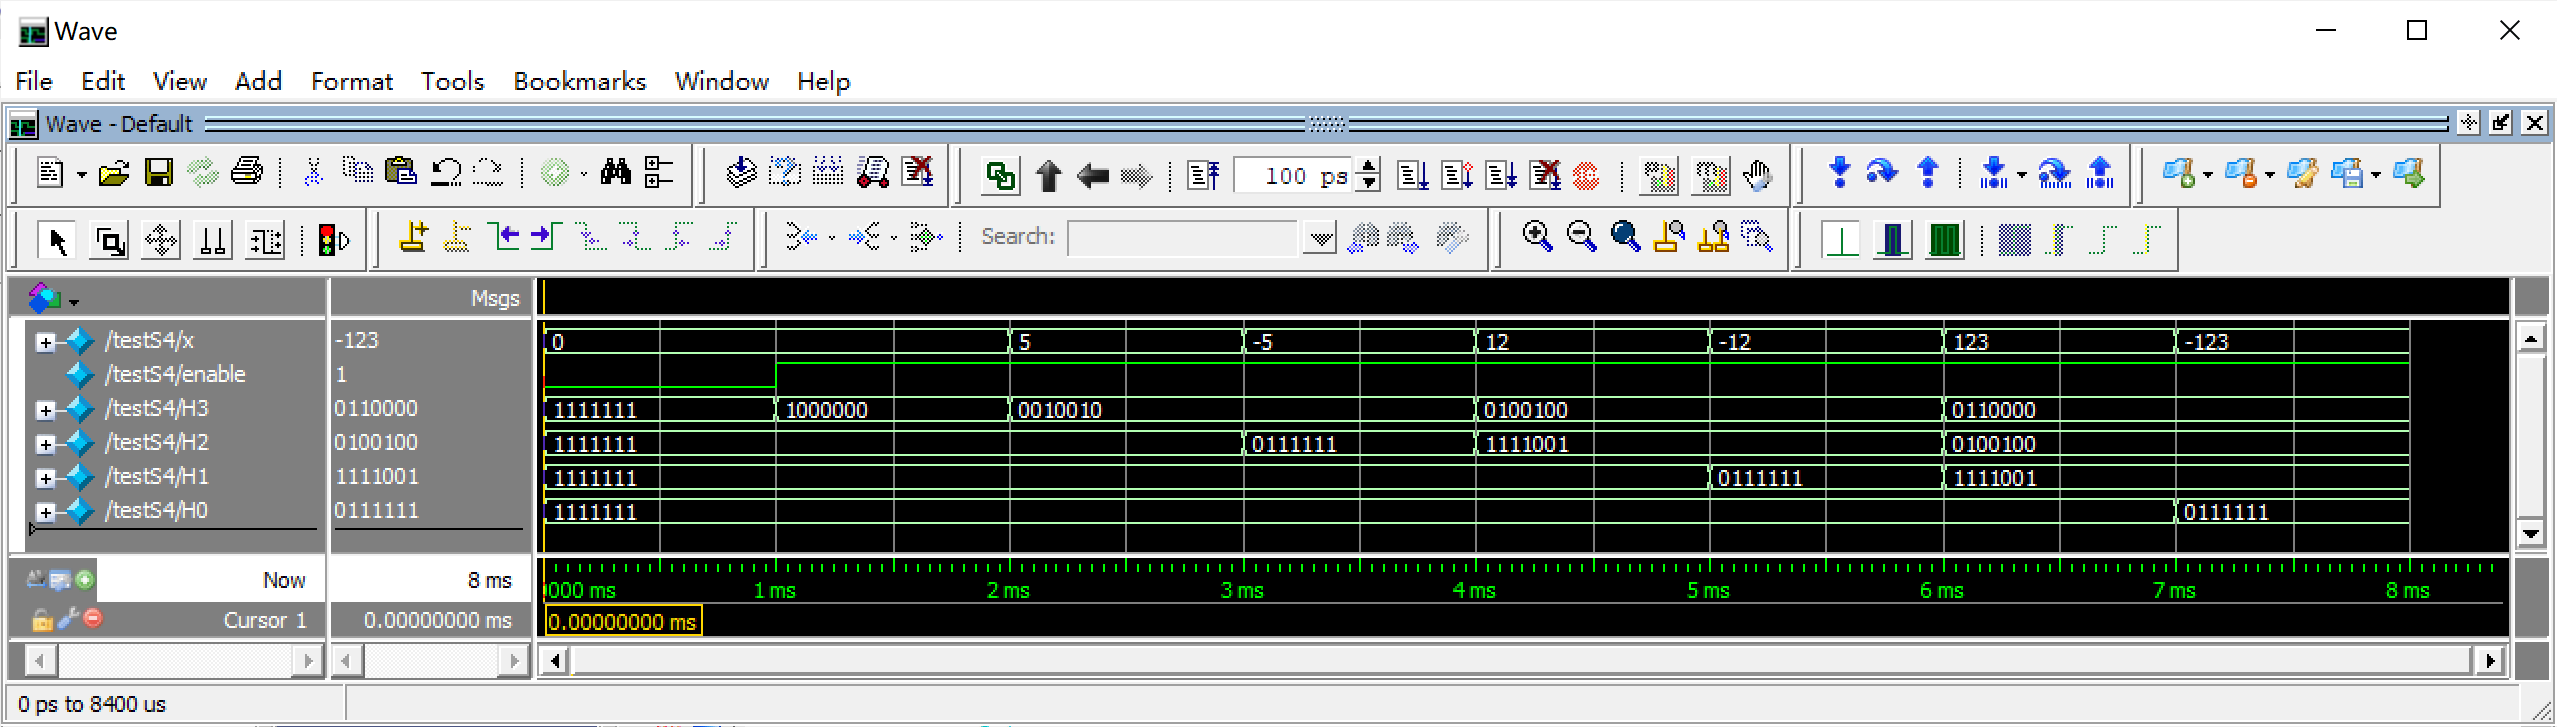 Wave
File Edit View Add Format Tools Bookmarks Window Help
Wave - Default
100 ps
Search:
Msgs
/testS4/x -123 0 5 -5 12 -12 123 -123
/testS4/enable 1
/testS4/H3 0110000 1111111 1000000 0010010 0100100 0110000
/testS4/H2 0100100 1111111 0111111 1111001 0100100
/testS4/H1 1111001 1111111 0111111 1111001
/testS4/H0 0111111 1111111 0111111
Now 8 ms 000 ms 1 ms 2 ms 3 ms 4 ms 5 ms 6 ms 7 ms 8 ms
Cursor 1 0.00000000 ms 0.00000000 ms
0 ps to 8400 us